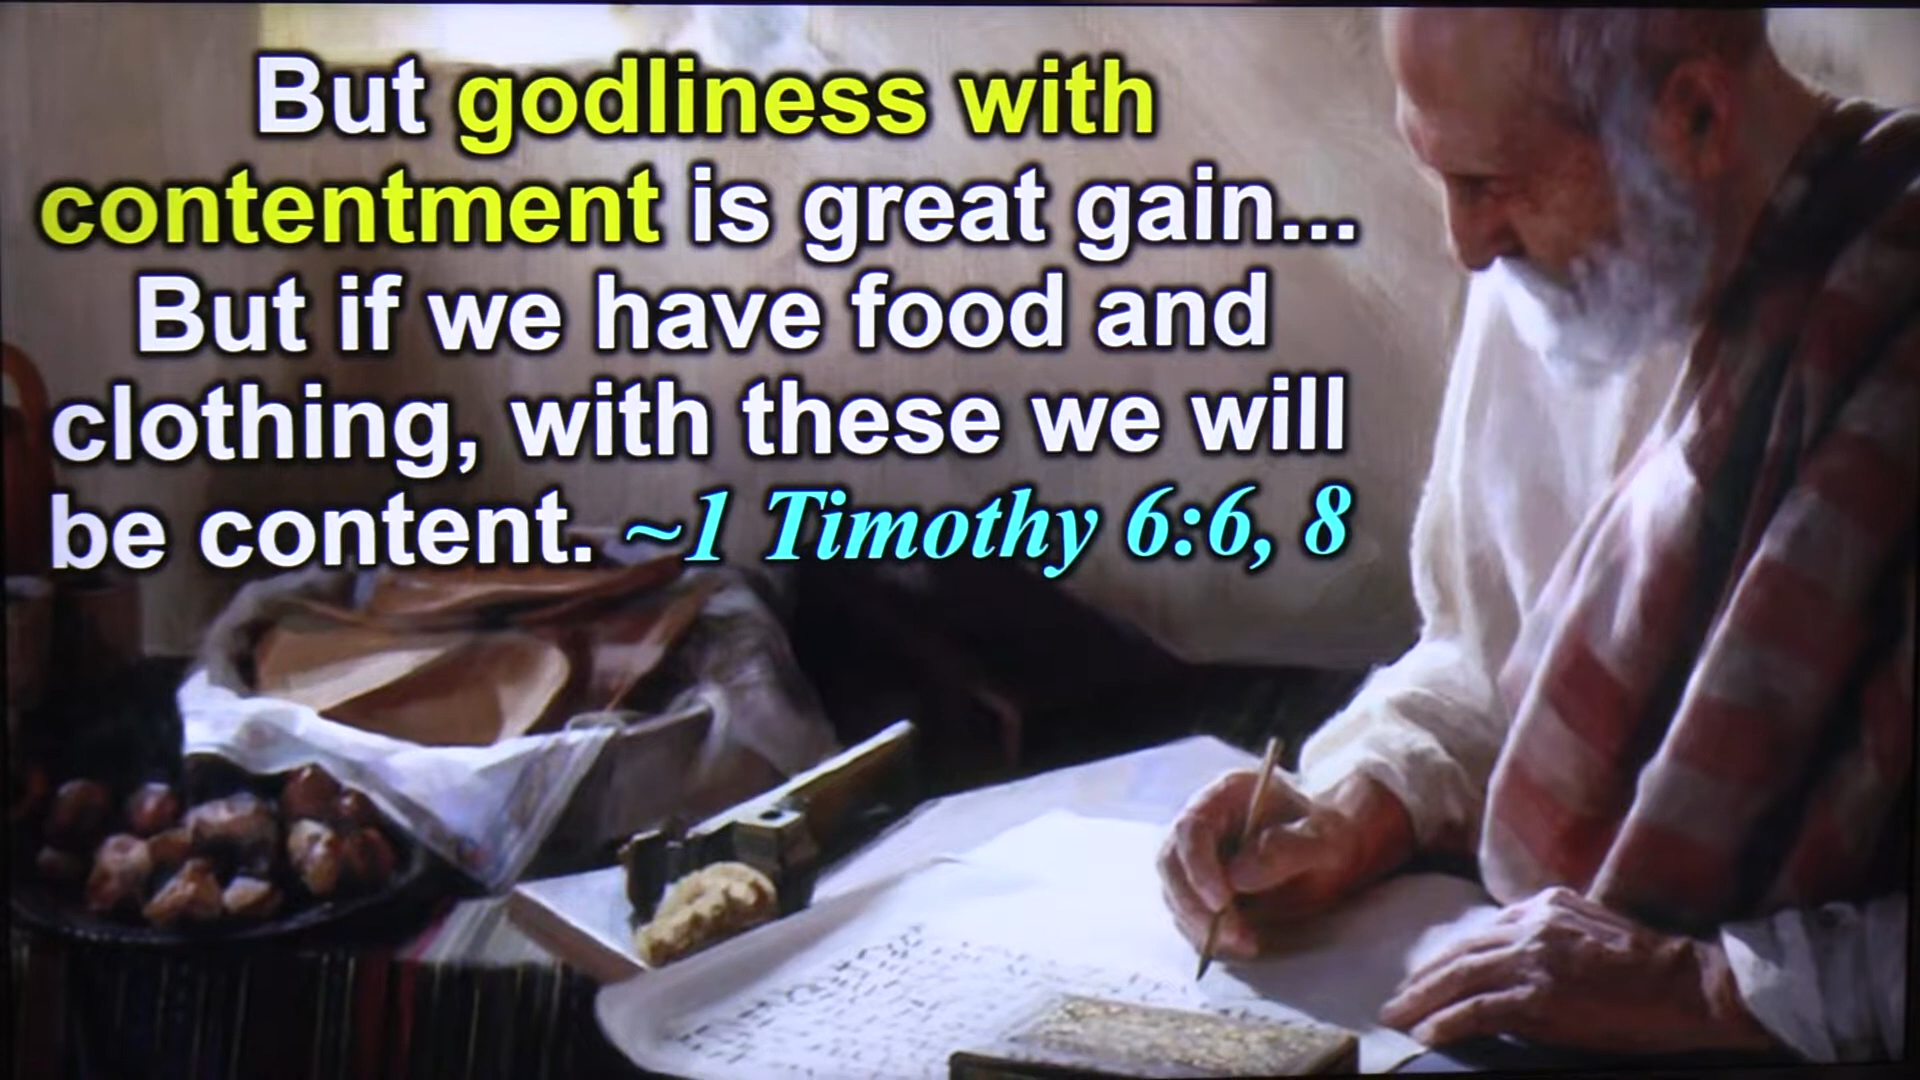 But godliness with
contentment is great gain...
But if we have food and
clothing, with these we will
be content. ~1 Timothy 6:6, 8